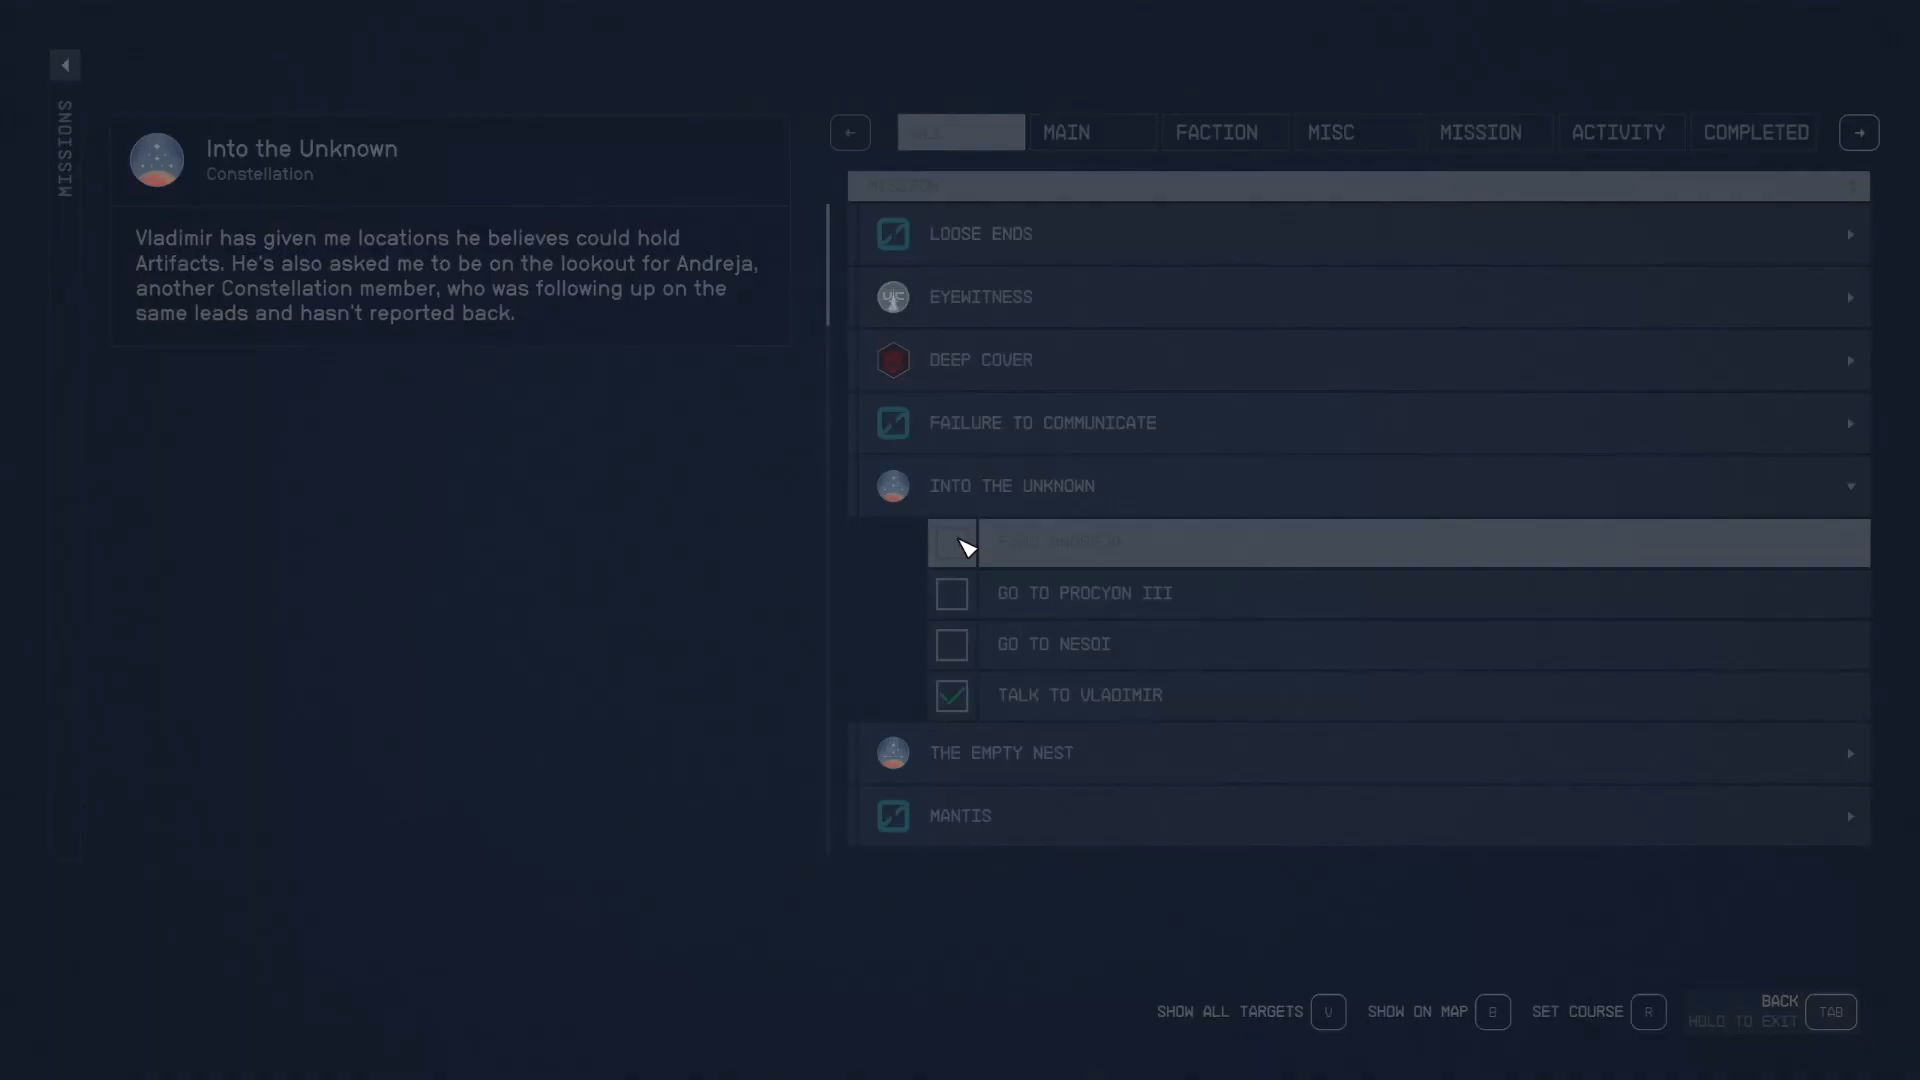 MISSIONS
Into the Unknown
Constellation
Vladimir has given me locations he believes could hold
Artifacts. He's also asked me to be on the lookout for Andreja,
another Constellation member, who was following up on the
same leads and hasn't reported back.
ALL MAIN FACTION MISC MISSION ACTIVITY COMPLETED
MISSION
LOOSE ENDS
EYEWITNESS
DEEP COVER
FAILURE TO COMMUNICATE
INTO THE UNKNOWN
FIND ANDREJA
GO TO PROCYON III
GO TO NESOI
TALK TO VLADIMIR
THE EMPTY NEST
MANTIS
SHOW ALL TARGETS V SHOW ON MAP B SET COURSE R BACK TAB
HOLD TO EXIT